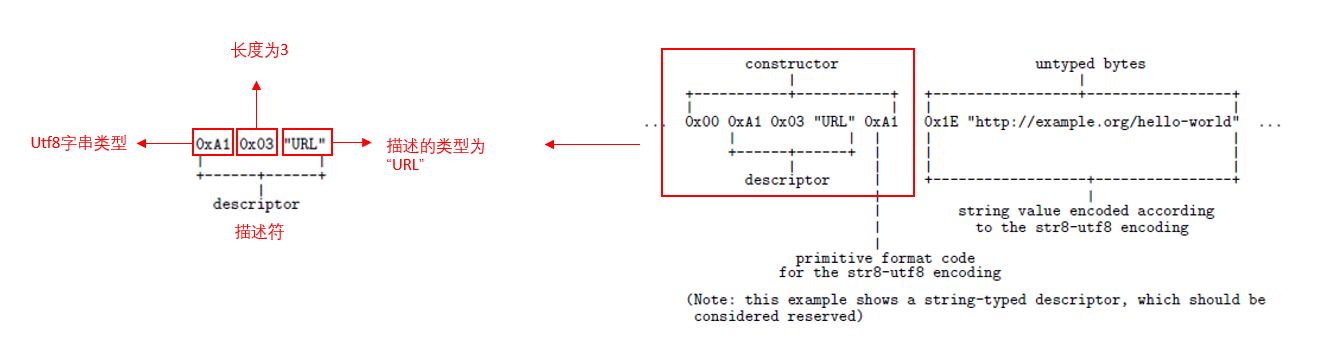 长度为3
Utf8字串类型
0xA1 0x03 "URL"
描述的类型为
“URL”
descriptor
描述符
constructor
untyped bytes
... 0x00 0xA1 0x03 "URL" 0xA1 0x1E "http://example.org/hello-world" ...
descriptor
string value encoded according
to the str8-utf8 encoding
primitive format code
for the str8-utf8 encoding
(Note: this example shows a string-typed descriptor, which should be
considered reserved)